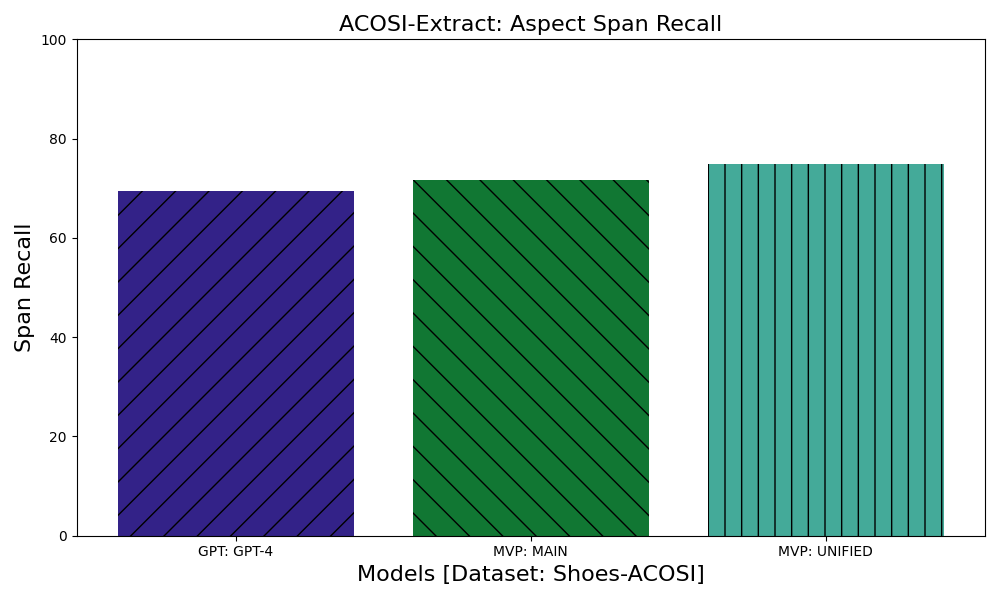 ACOSI-Extract: Aspect Span Recall
100
80
60
40
20
0
Span Recall
GPT: GPT-4
MVP: MAIN
MVP: UNIFIED
Models [Dataset: Shoes-ACOSI]